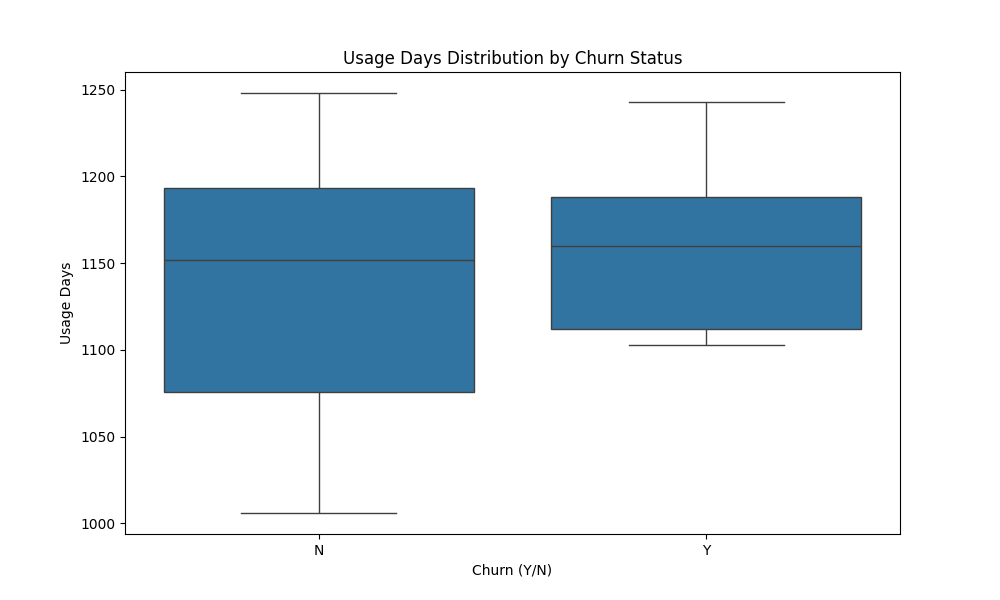 Usage Days Distribution by Churn Status
1250
1200
1150
1100
1050
1000
Usage Days
N
Y
Churn (Y/N)